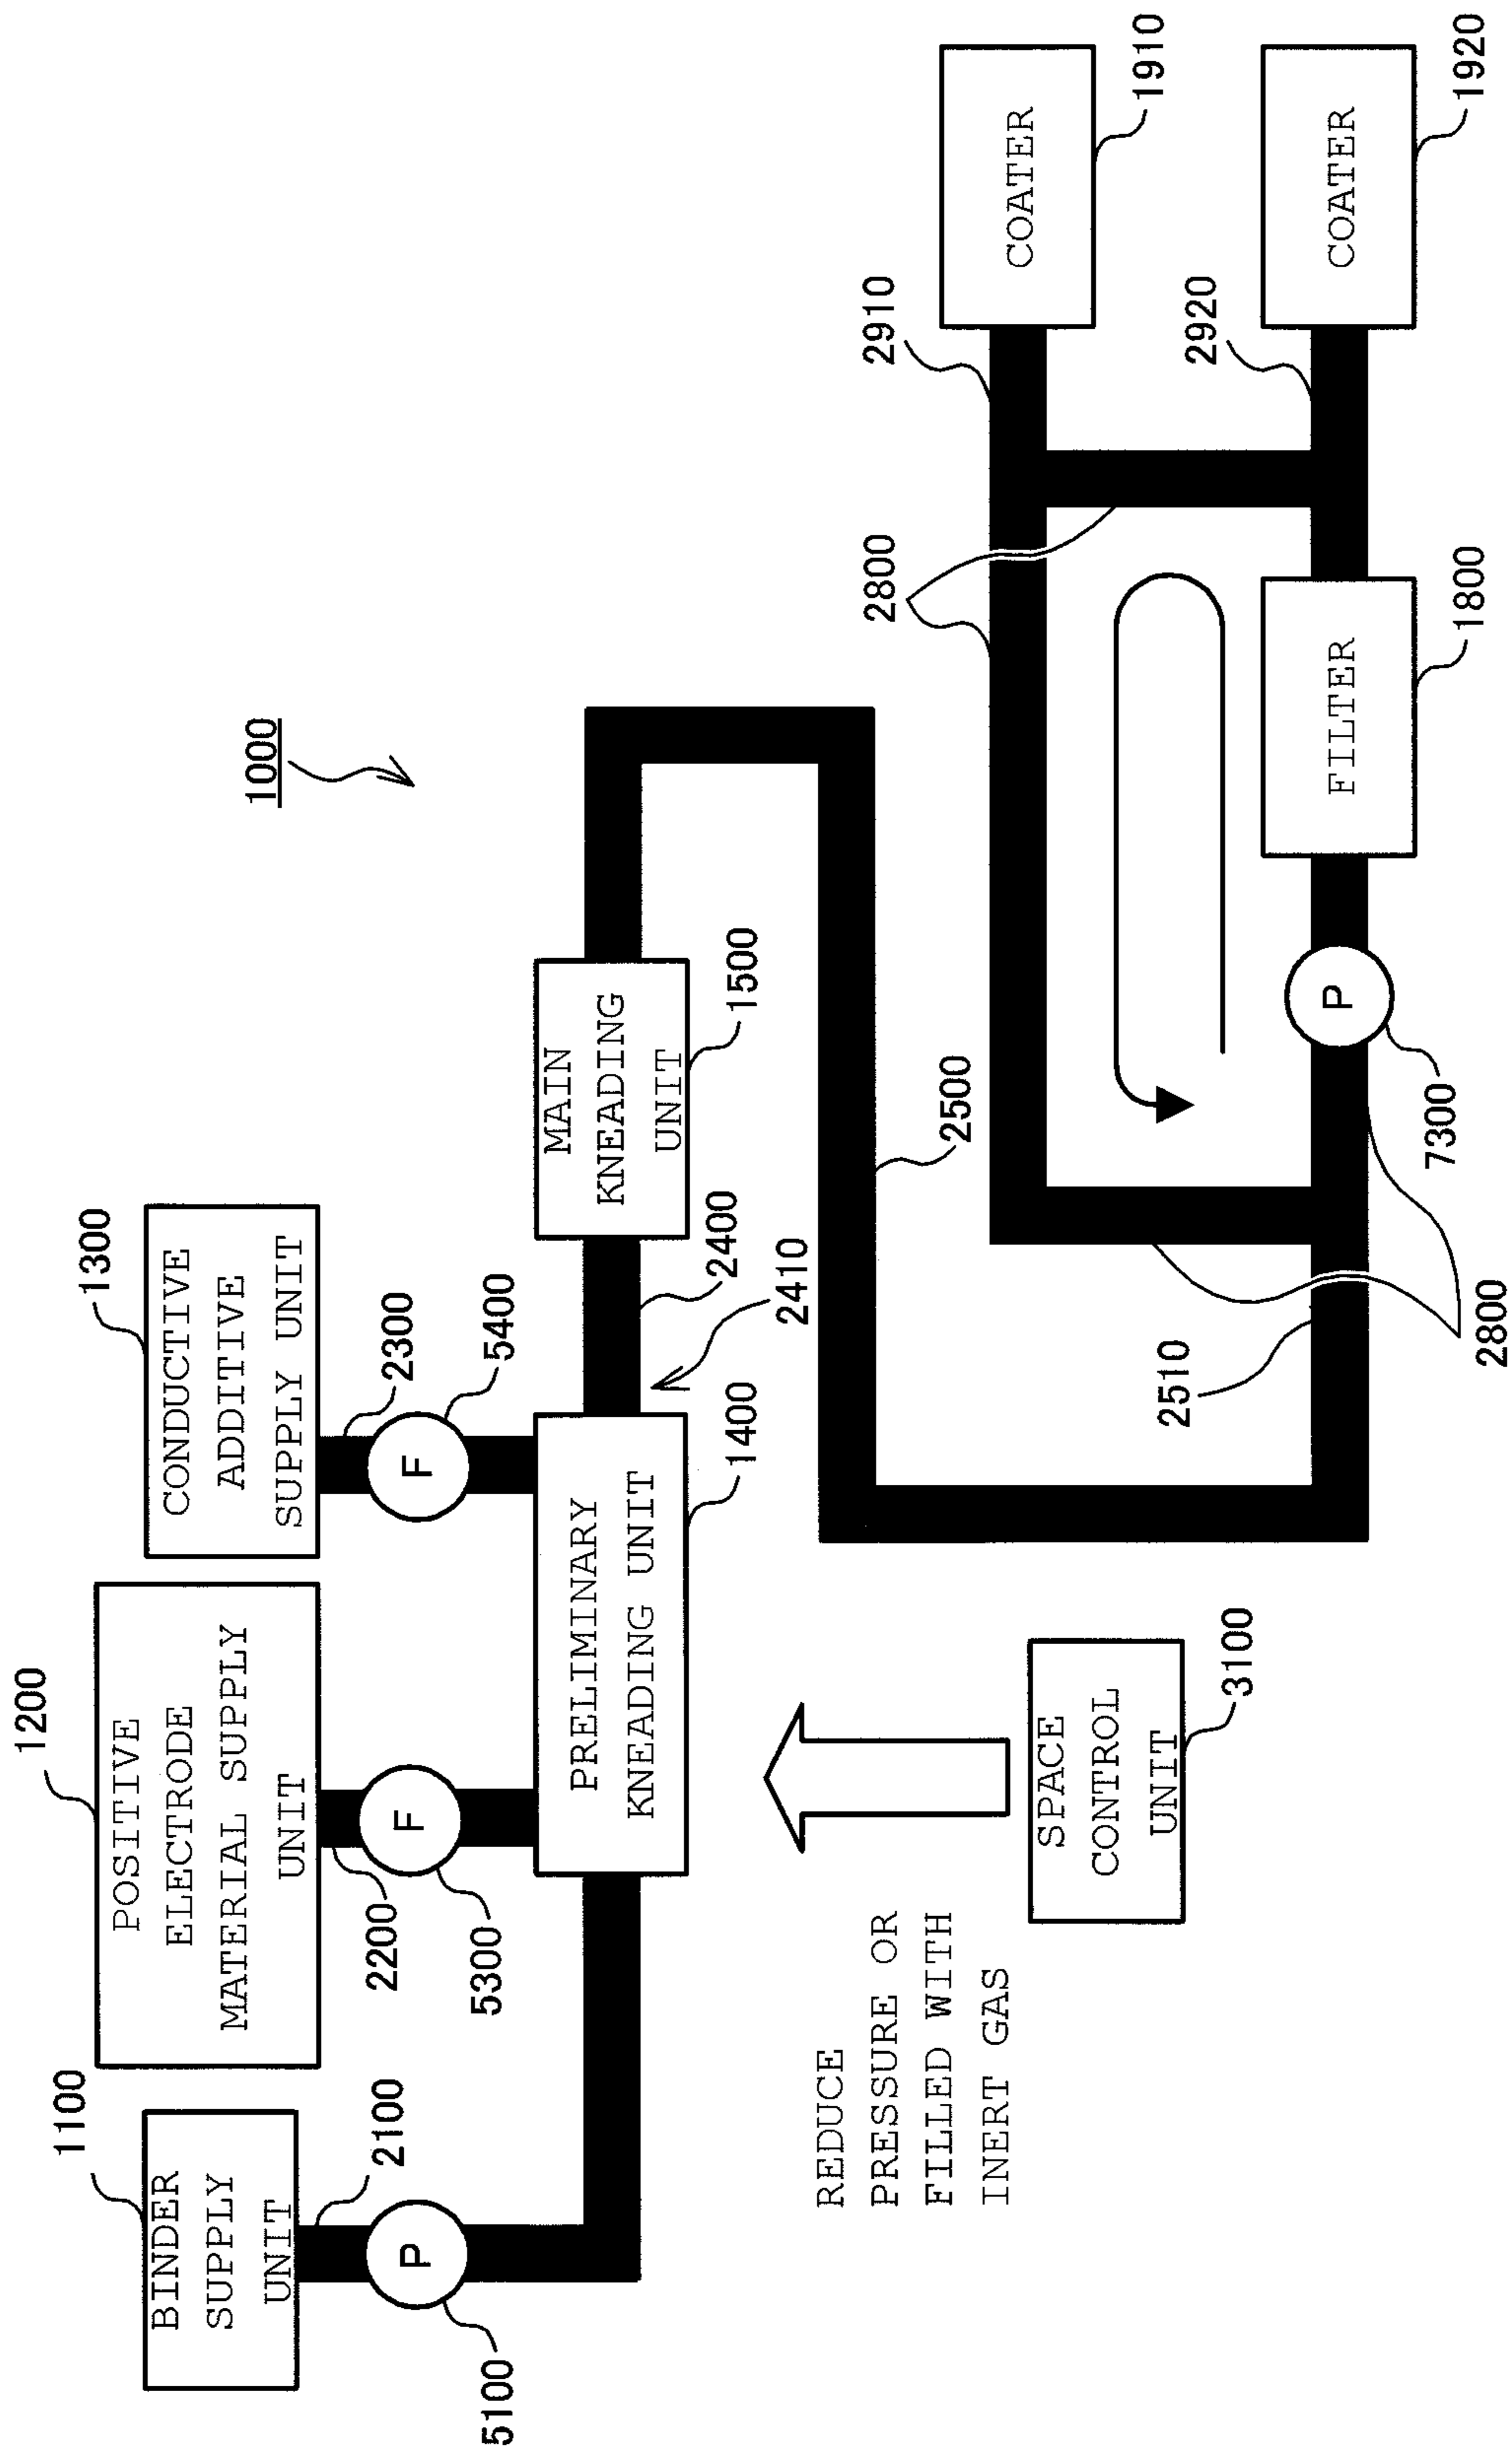 1000
1100
BINDER
SUPPLY
UNIT
2100
P
5100
1200
POSITIVE
ELECTRODE
MATERIAL SUPPLY
UNIT
2200
F
5300
1300
CONDUCTIVE
ADDITIVE
SUPPLY UNIT
2300
F
5400
PRELIMINARY
KNEADING UNIT
1400
2410
2400
MAIN
KNEADING
UNIT
1500
REDUCE
PRESSURE OR
FILLED WITH
INERT GAS
SPACE
CONTROL
UNIT
3100
2500
2510
2800
P
7300
FILTER
1800
2800
2910
COATER
1910
2920
COATER
1920